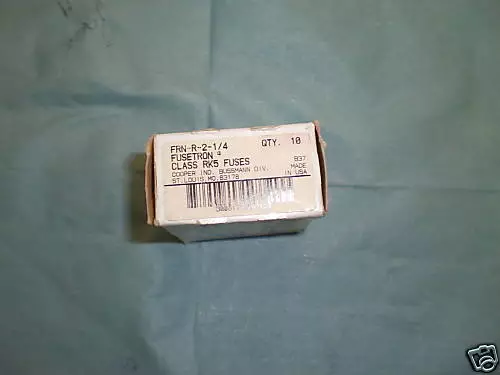 FRN-R-2-1/4 QTY. 10
FUSETRON
CLASS RK5 FUSES B37
COOPER IND. BUSSMANN DIV. MADE
ST. LOUIS, MO. 63178 IN USA